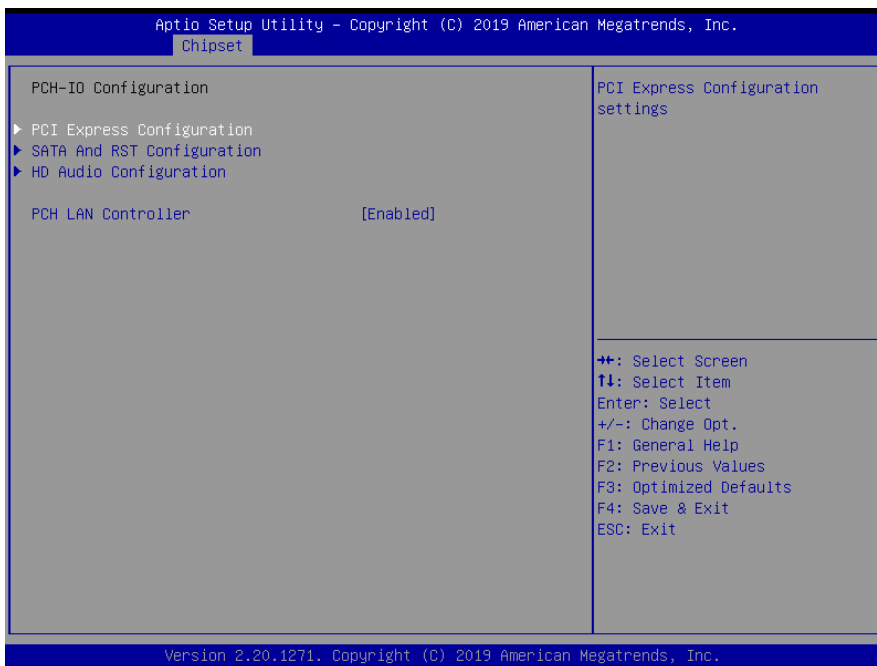 Aptio Setup Utility – Copyright (C) 2019 American Megatrends, Inc.
Chipset
PCH-IO Configuration
PCI Express Configuration
SATA And RST Configuration
HD Audio Configuration
PCH LAN Controller [Enabled]
PCI Express Configuration
settings
→←: Select Screen
↑↓: Select Item
Enter: Select
+/-: Change Opt.
F1: General Help
F2: Previous Values
F3: Optimized Defaults
F4: Save & Exit
ESC: Exit
Version 2.20.1271. Copyright (C) 2019 American Megatrends, Inc.